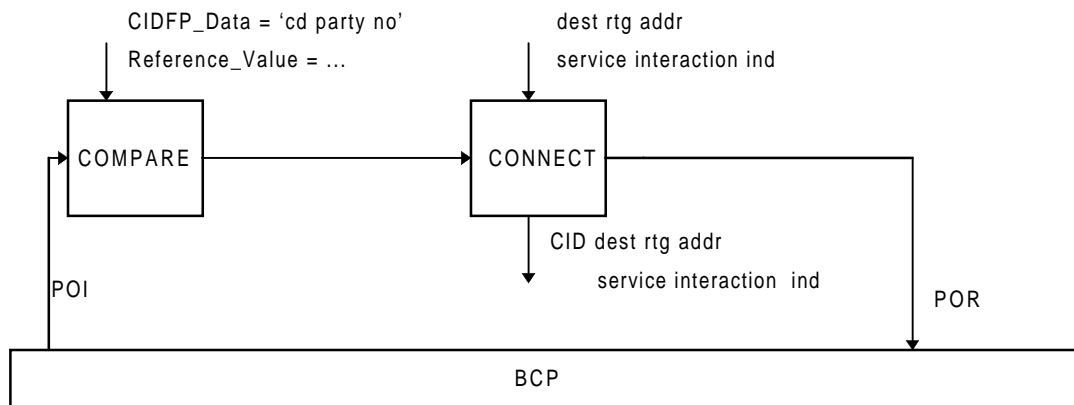 CIDFP_Data = ‘cd party no’
Reference_Value = ...
dest rtg addr
service interaction ind
COMPARE
CONNECT
CID dest rtg addr
service interaction ind
POI
POR
BCP